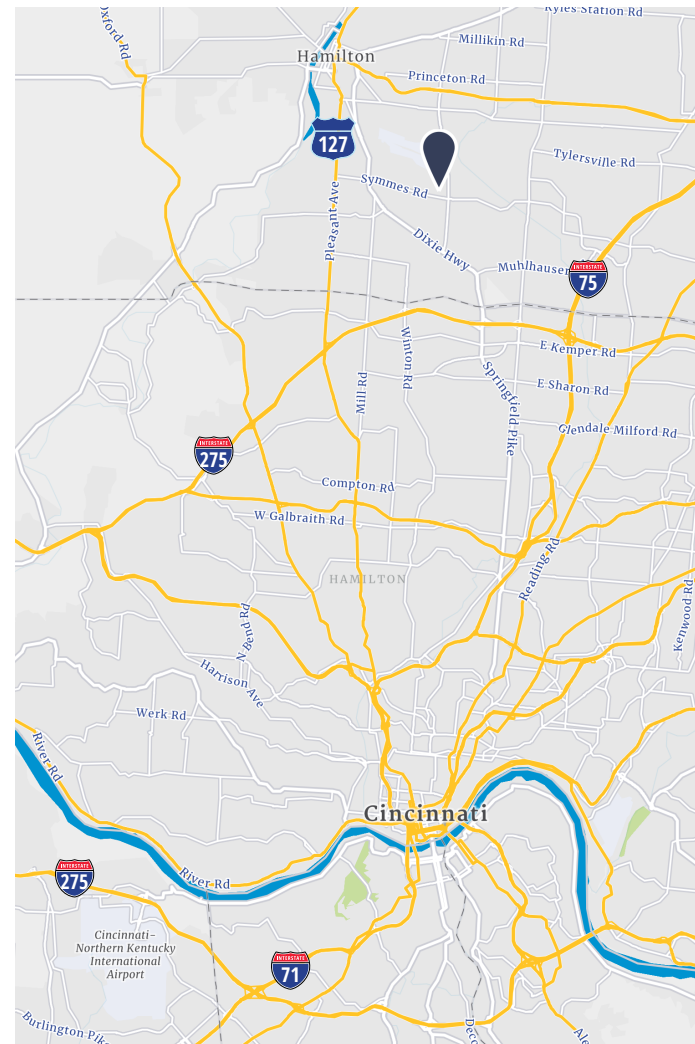 Oxford Rd
Kyles Station Rd
Millikin Rd
Hamilton
Princeton Rd
127
Tylersville Rd
Symmes Rd
Pleasant Ave
Dixie Hwy
Muhlhauser
INTERSTATE
75
Winton Rd
E Kemper Rd
Mill Rd
Springfield Pike
E Sharon Rd
Glendale Milford Rd
INTERSTATE
275
Compton Rd
W Galbraith Rd
Reading Rd
HAMILTON
Kenwood Rd
N Bend Rd
Harrison Ave
Werk Rd
River Rd
Cincinnati
INTERSTATE
275
River Rd
Cincinnati–
Northern Kentucky
International
Airport
INTERSTATE
71
Burlington Pike
Deco
Ale